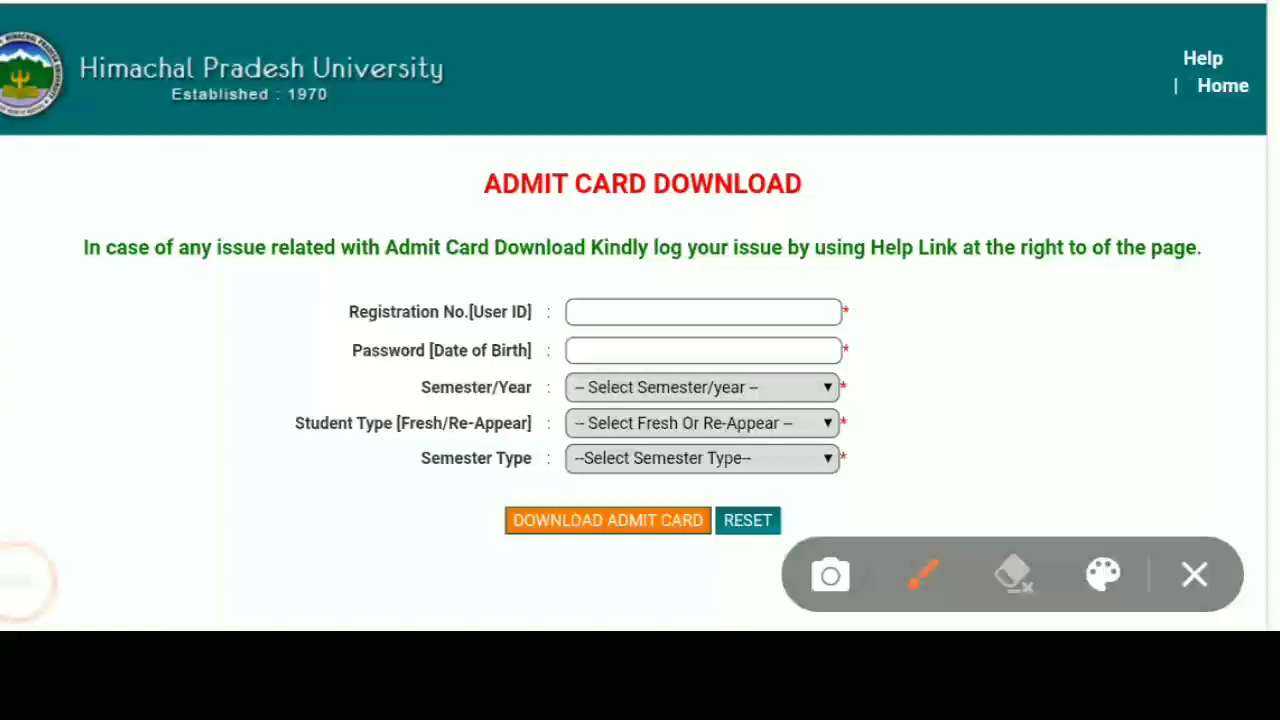 Himachal Pradesh University
Established : 1970
Help
| Home
ADMIT CARD DOWNLOAD
In case of any issue related with Admit Card Download Kindly log your issue by using Help Link at the right to of the page.
Registration No.[User ID] : *
Password [Date of Birth] : *
Semester/Year : -- Select Semester/year -- *
Student Type [Fresh/Re-Appear] : -- Select Fresh Or Re-Appear -- *
Semester Type : --Select Semester Type-- *
DOWNLOAD ADMIT CARD RESET